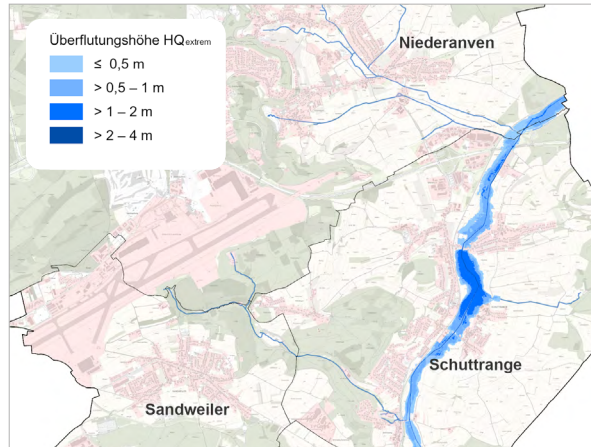 Überflutungshöhe HQextrem
≤ 0,5 m
> 0,5 – 1 m
> 1 – 2 m
> 2 – 4 m
Niederanven
Schuttrange
Sandweiler